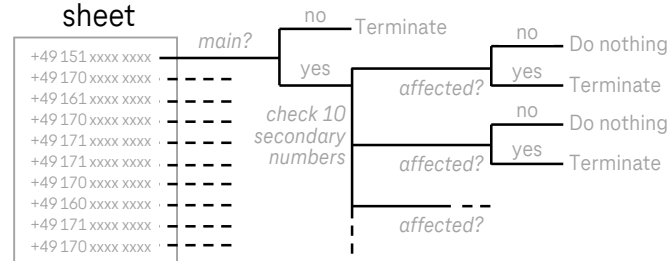 sheet
+49 151 xxxx xxxx
+49 170 xxxx xxxx
+49 161 xxxx xxxx
+49 170 xxxx xxxx
+49 171 xxxx xxxx
+49 171 xxxx xxxx
+49 170 xxxx xxxx
+49 160 xxxx xxxx
+49 171 xxxx xxxx
+49 170 xxxx xxxx
main?
no
Terminate
yes
check 10
secondary
numbers
affected?
no
Do nothing
yes
Terminate
affected?
no
Do nothing
yes
Terminate
affected?